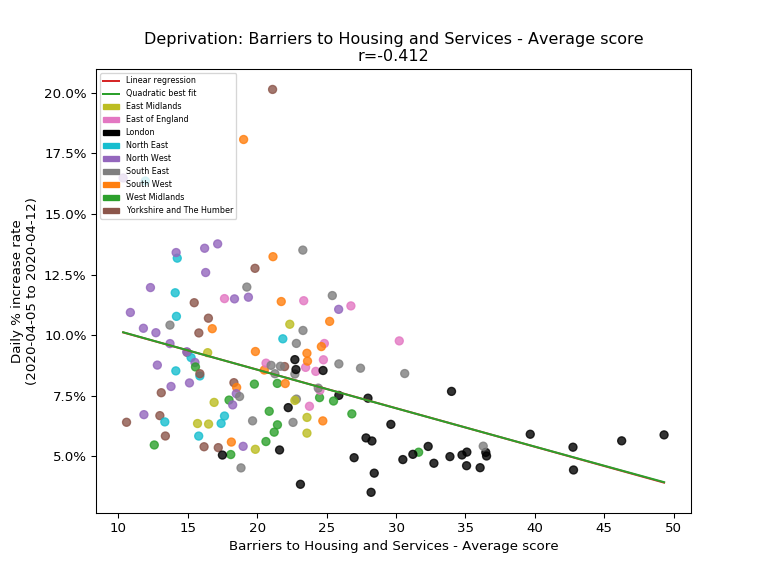 Deprivation: Barriers to Housing and Services - Average score
r=-0.412
Linear regression
Quadratic best fit
East Midlands
East of England
London
North East
North West
South East
South West
West Midlands
Yorkshire and The Humber
20.0%
17.5%
15.0%
12.5%
10.0%
7.5%
5.0%
Daily % increase rate
(2020-04-05 to 2020-04-12)
10 15 20 25 30 35 40 45 50
Barriers to Housing and Services - Average score